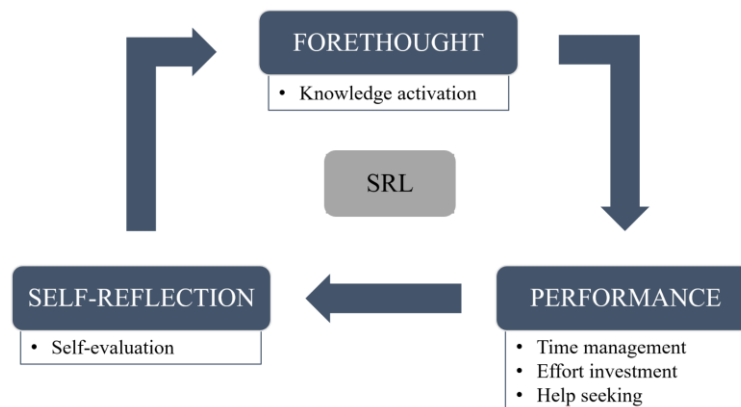 FORETHOUGHT
• Knowledge activation
SRL
SELF-REFLECTION
• Self-evaluation
PERFORMANCE
• Time management
• Effort investment
• Help seeking